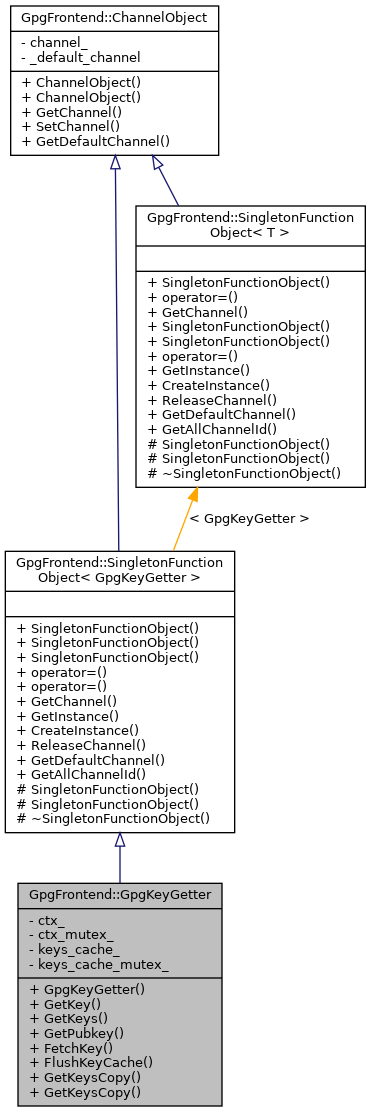 GpgFrontend::ChannelObject
- channel_
- _default_channel
+ ChannelObject()
+ ChannelObject()
+ GetChannel()
+ SetChannel()
+ GetDefaultChannel()
GpgFrontend::SingletonFunction
Object< T >
+ SingletonFunctionObject()
+ operator=()
+ GetChannel()
+ SingletonFunctionObject()
+ SingletonFunctionObject()
+ operator=()
+ GetInstance()
+ CreateInstance()
+ ReleaseChannel()
+ GetDefaultChannel()
+ GetAllChannelId()
# SingletonFunctionObject()
# SingletonFunctionObject()
# ~SingletonFunctionObject()
< GpgKeyGetter >
GpgFrontend::SingletonFunction
Object< GpgKeyGetter >
+ SingletonFunctionObject()
+ SingletonFunctionObject()
+ SingletonFunctionObject()
+ operator=()
+ operator=()
+ GetChannel()
+ GetInstance()
+ CreateInstance()
+ ReleaseChannel()
+ GetDefaultChannel()
+ GetAllChannelId()
# SingletonFunctionObject()
# SingletonFunctionObject()
# ~SingletonFunctionObject()
GpgFrontend::GpgKeyGetter
- ctx_
- ctx_mutex_
- keys_cache_
- keys_cache_mutex_
+ GpgKeyGetter()
+ GetKey()
+ GetKeys()
+ GetPubkey()
+ FetchKey()
+ FlushKeyCache()
+ GetKeysCopy()
+ GetKeysCopy()